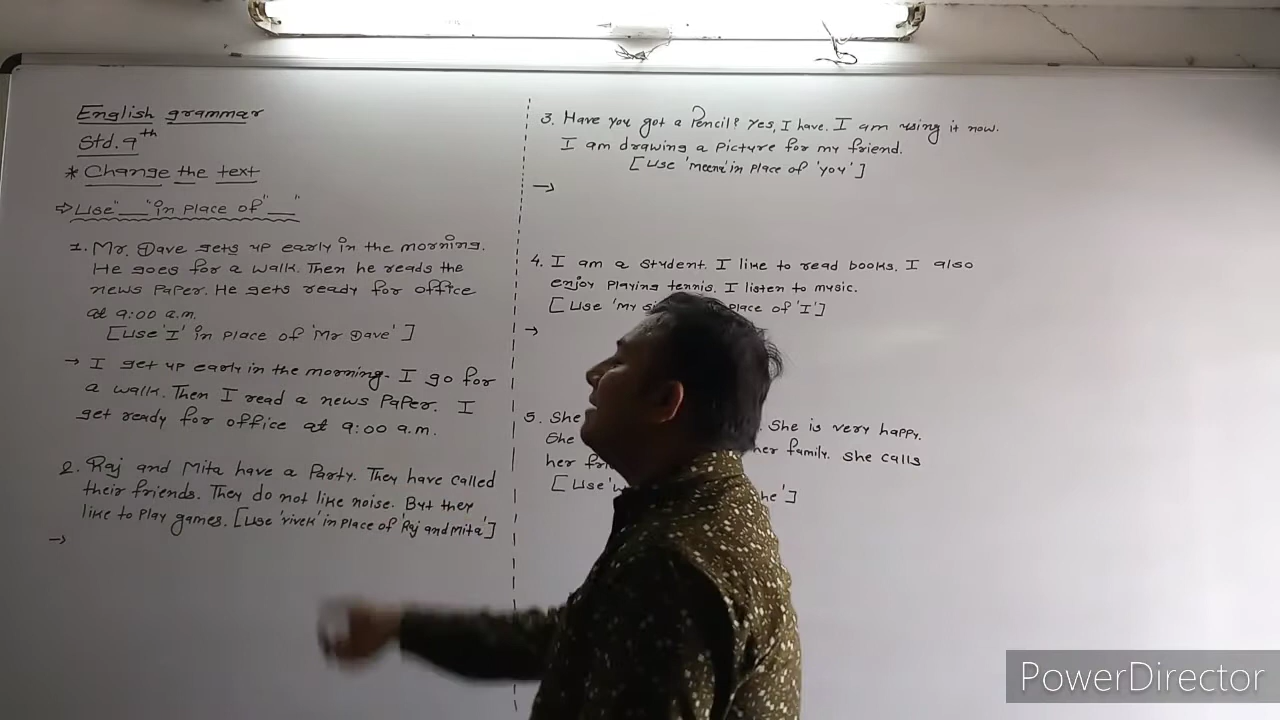 English grammar
Std. 9th
* Change the text
⇒ Use "___" in place of "___"
1. Mr. Dave gets up early in the morning.
He goes for a walk. Then he reads the
news paper. He gets ready for office
at 9:00 a.m.
[Use 'I' in place of 'Mr Dave']
→ I get up early in the morning. I go for
a walk. Then I read a news paper. I
get ready for office at 9:00 a.m.
2. Raj and Mita have a Party. They have called
their friends. They do not like noise. But they
like to play games. [Use 'vivek' in place of Raj and Mita']
→
3. Have you got a Pencil? Yes, I have. I am using it now.
I am drawing a picture for my friend.
[Use 'meena' in place of 'you']
→
4. I am a student. I like to read books. I also
enjoy playing tennis. I listen to music.
[Use 'My place of 'I']
→
5. She She is very happy.
She her family. She calls
her
[Use
PowerDirector